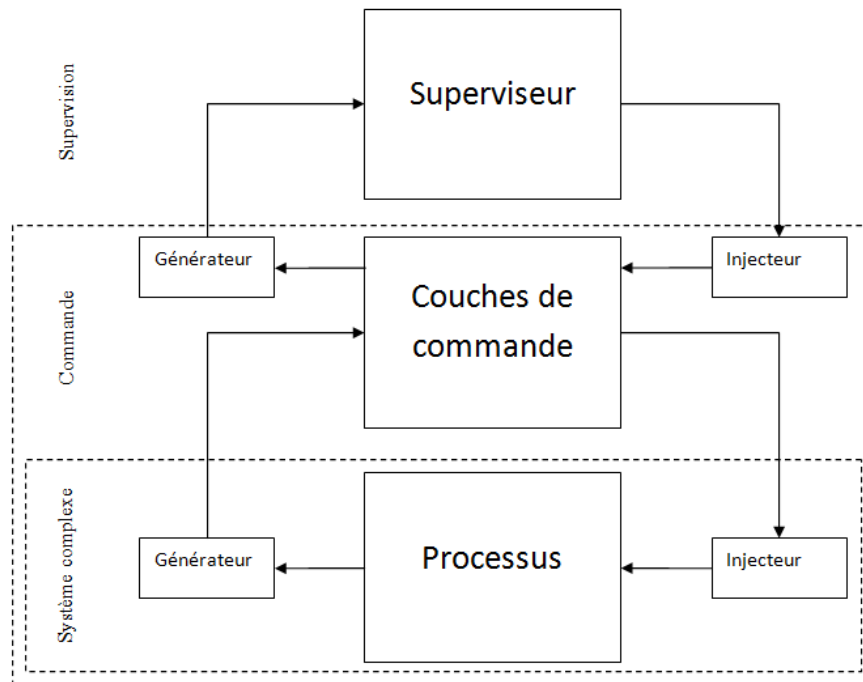 Supervision
Superviseur
Commande
Générateur
Couches de
commande
Injecteur
Système complexe
Générateur
Processus
Injecteur